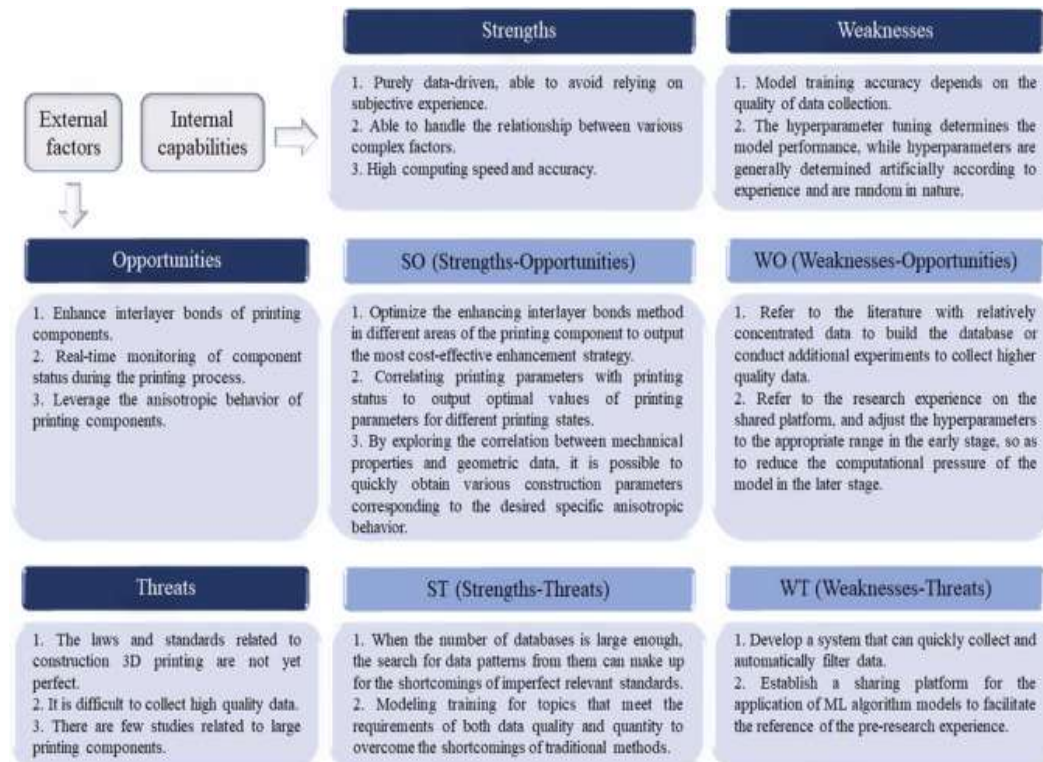 Strengths
Weaknesses
External
factors
Internal
capabilities
1. Purely data-driven, able to avoid relying on
subjective experience.
2. Able to handle the relationship between various
complex factors.
3. High computing speed and accuracy.
1. Model training accuracy depends on the
quality of data collection.
2. The hyperparameter tuning determines the
model performance, while hyperparameters are
generally determined artificially according to
experience and are random in nature.
Opportunities
SO (Strengths-Opportunities)
WO (Weaknesses-Opportunities)
1. Enhance interlayer bonds of printing
components.
2. Real-time monitoring of component
status during the printing process.
3. Leverage the anisotropic behavior of
printing components.
1. Optimize the enhancing interlayer bonds method
in different areas of the printing component to output
the most cost-effective enhancement strategy.
2. Correlating printing parameters with printing
status to output optimal values of printing
parameters for different printing states.
3. By exploring the correlation between mechanical
properties and geometric data, it is possible to
quickly obtain various construction parameters
corresponding to the desired specific anisotropic
behavior.
1. Refer to the literature with relatively
concentrated data to build the database or
conduct additional experiments to collect higher
quality data.
2. Refer to the research experience on the
shared platform, and adjust the hyperparameters
to the appropriate range in the early stage, so as
to reduce the computational pressure of the
model in the later stage.
Threats
ST (Strengths-Threats)
WT (Weaknesses-Threats)
1. The laws and standards related to
construction 3D printing are not yet
perfect.
2. It is difficult to collect high quality data.
3. There are few studies related to large
printing components.
1. When the number of databases is large enough,
the search for data patterns from them can make up
for the shortcomings of imperfect relevant standards.
2. Modeling training for topics that meet the
requirements of both data quality and quantity to
overcome the shortcomings of traditional methods.
1. Develop a system that can quickly collect and
automatically filter data.
2. Establish a sharing platform for the
application of ML algorithm models to facilitate
the reference of the pre-research experience.